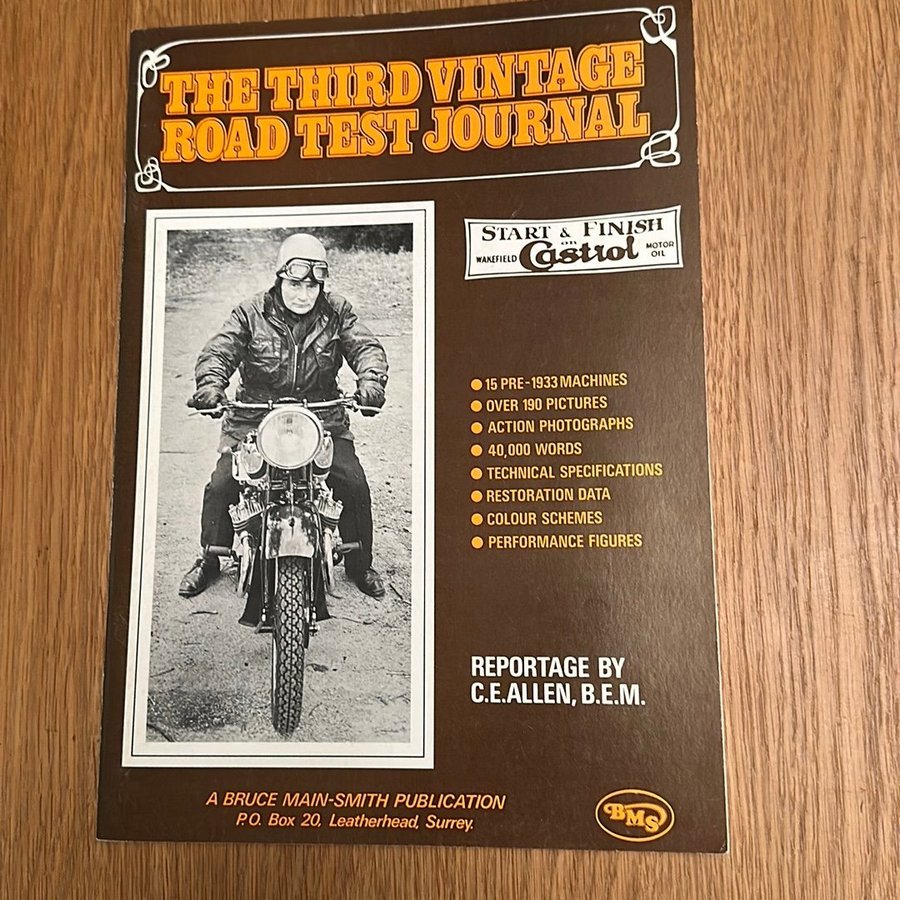 THE THIRD VINTAGE
ROAD TEST JOURNAL
START & FINISH
ON
WAKEFIELD Castrol MOTOR OIL
15 PRE-1933 MACHINES
OVER 190 PICTURES
ACTION PHOTOGRAPHS
40,000 WORDS
TECHNICAL SPECIFICATIONS
RESTORATION DATA
COLOUR SCHEMES
PERFORMANCE FIGURES
REPORTAGE BY
C.E.ALLEN, B.E.M.
A BRUCE MAIN-SMITH PUBLICATION
P.O. Box 20, Leatherhead, Surrey.
BMS